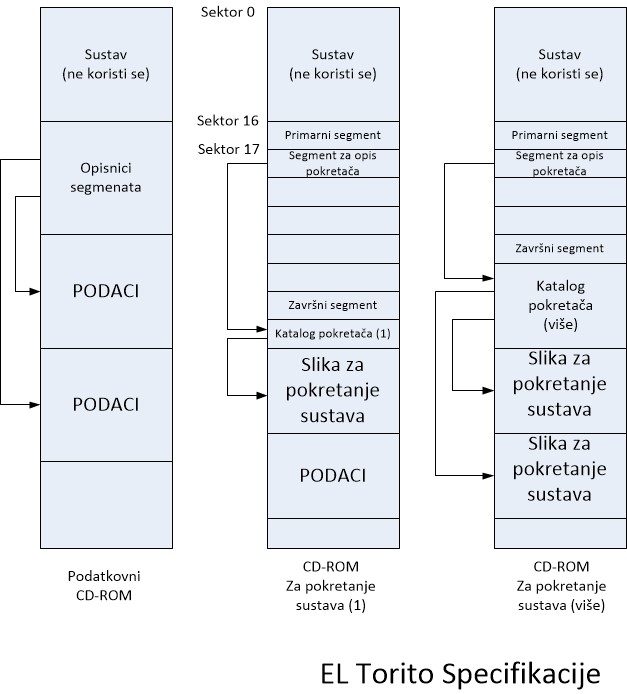 Sustav
(ne koristi se)
Opisnici
segmenata
PODACI
PODACI
Podatkovni
CD-ROM
Sektor 0
Sektor 16
Sektor 17
Sustav
(ne koristi se)
Primarni segment
Segment za opis
pokretača
Završni segment
Katalog pokretača (1)
Slika za
pokretanje
sustava
PODACI
CD-ROM
Za pokretanje
sustava (1)
Sustav
(ne koristi se)
Primarni segment
Segment za opis
pokretača
Završni segment
Katalog
pokretača
(više)
Slika za
pokretanje
sustava
Slika za
pokretanje
sustava
CD-ROM
Za pokretanje
sustava (više)
EL Torito Specifikacije